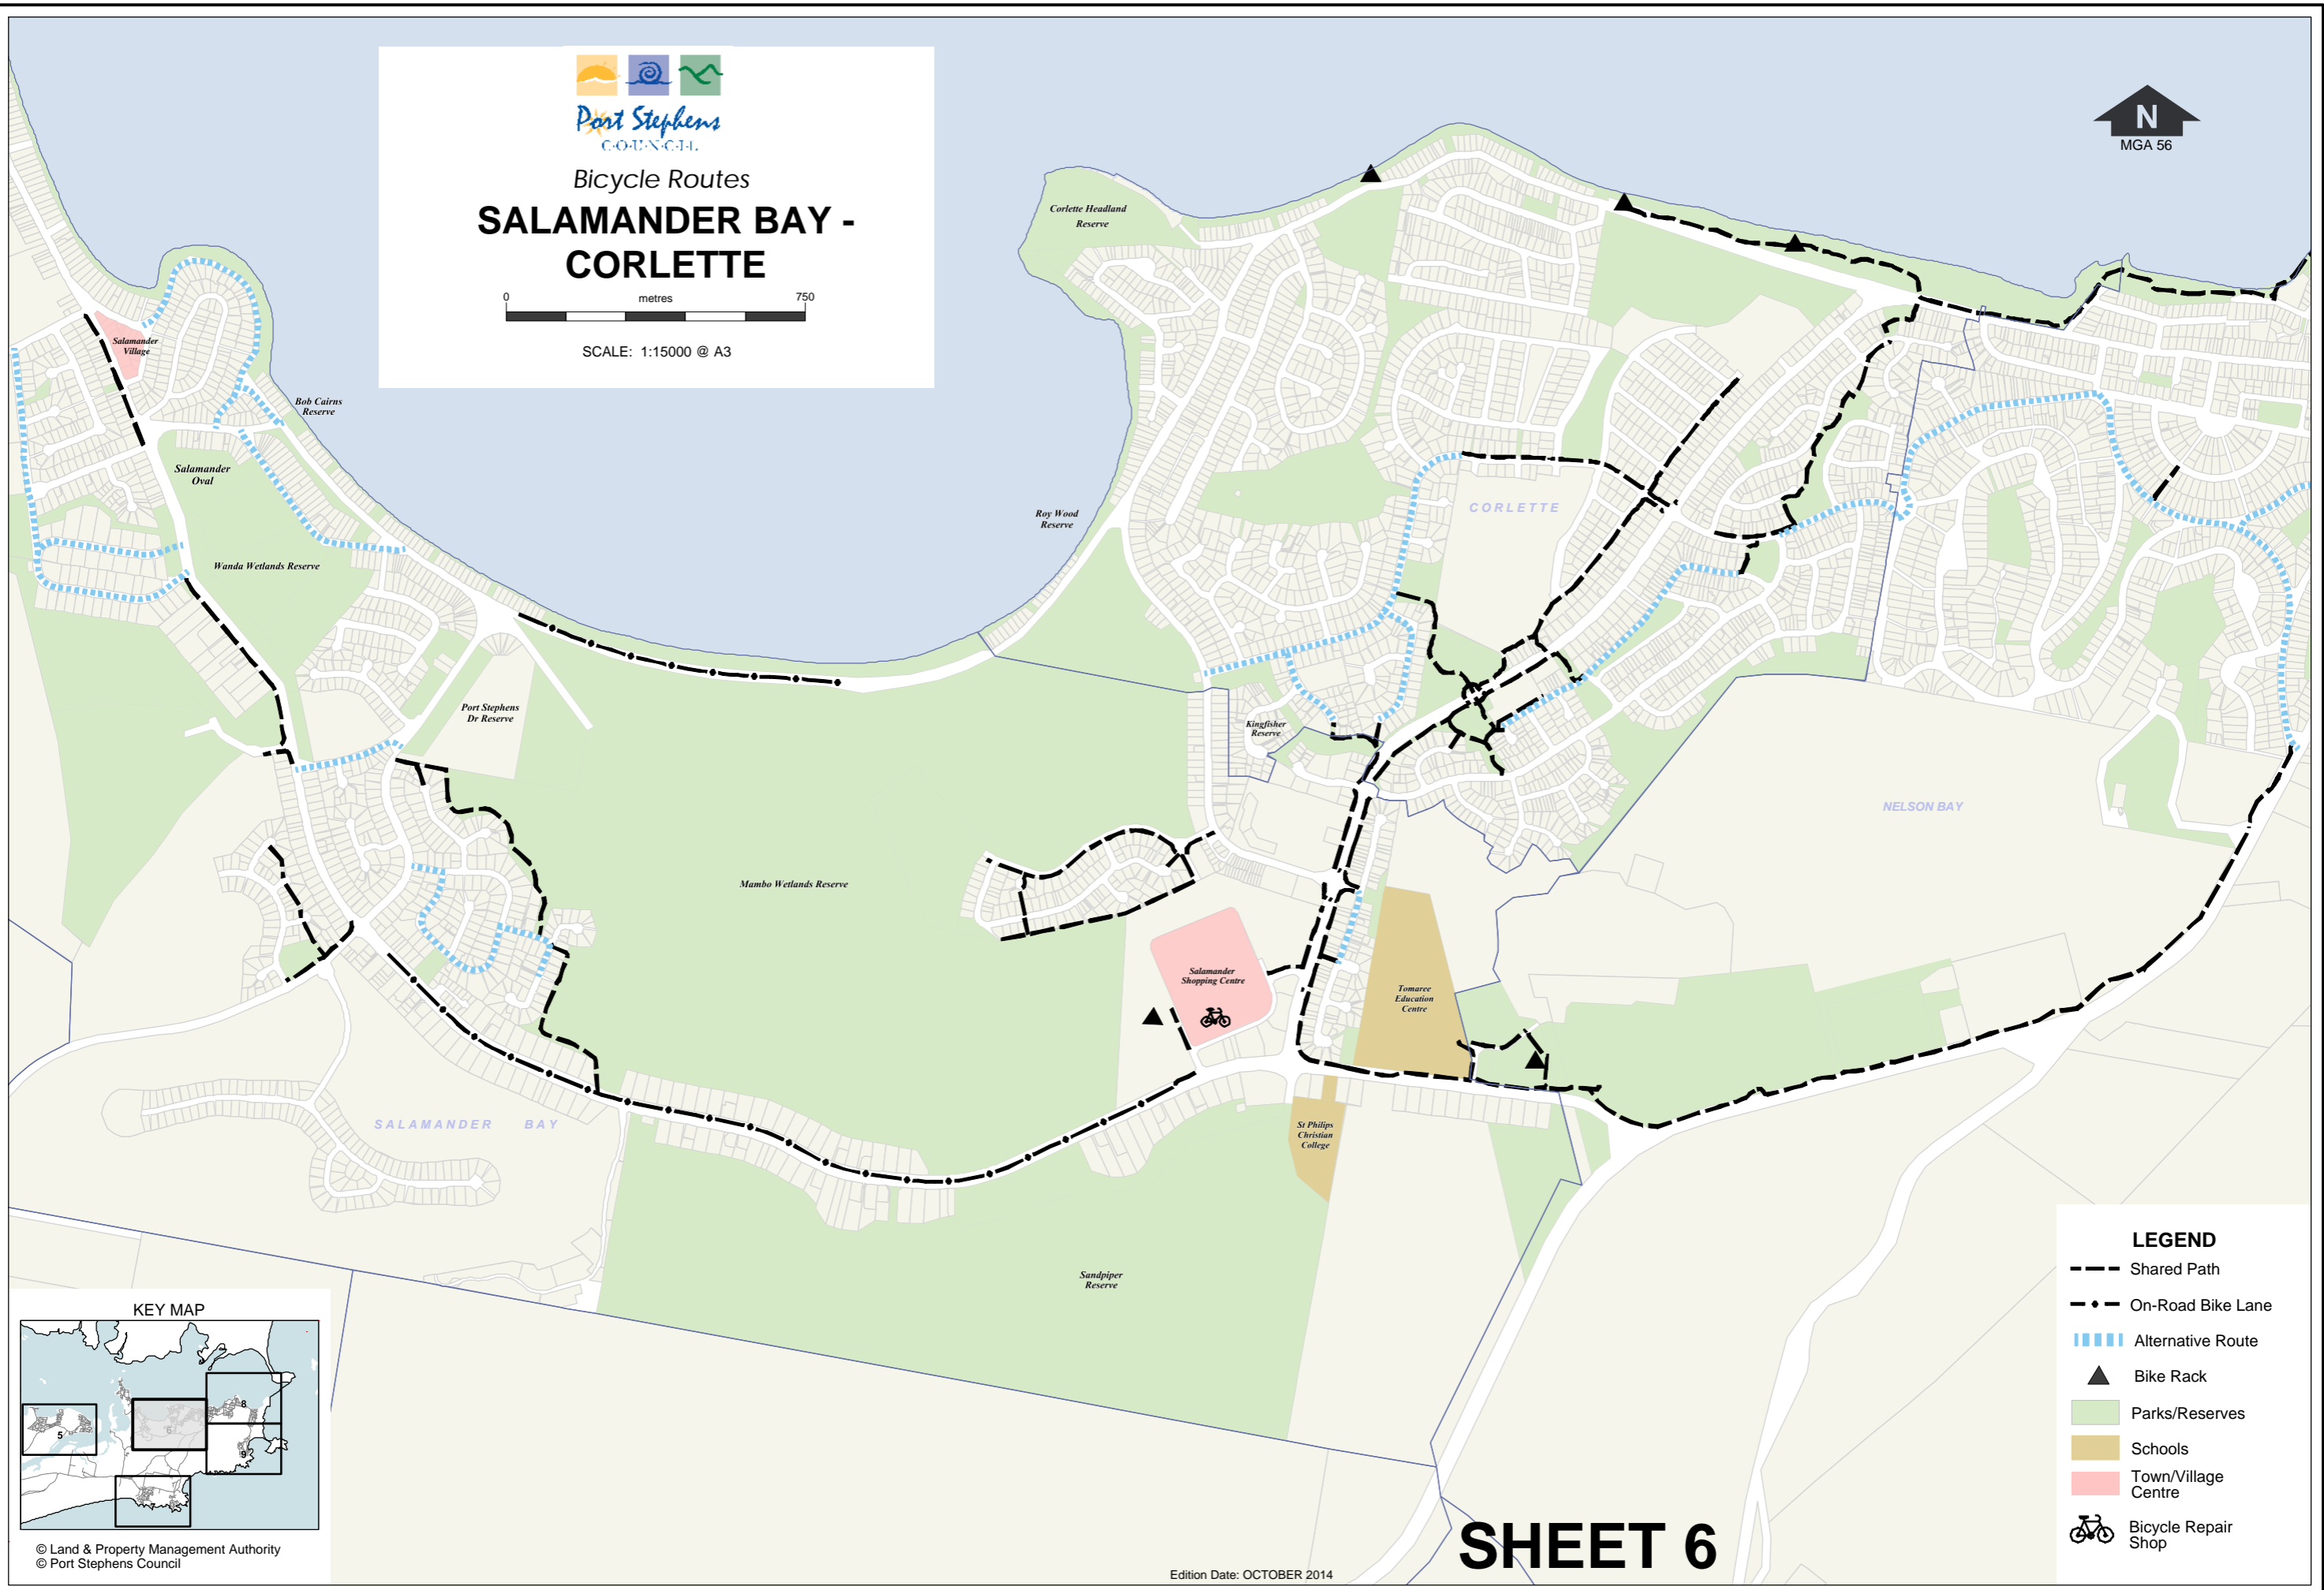 Port Stephens
C·O·U·N·C·I·L
Bicycle Routes
SALAMANDER BAY -
CORLETTE
0 metres 750
SCALE: 1:15000 @ A3
N
MGA 56
Corlette Headland
Reserve
Salamander
Village
Bob Cairns
Reserve
Salamander
Oval
Wanda Wetlands Reserve
Roy Wood
Reserve
CORLETTE
Port Stephens
Dr Reserve
Kingfisher
Reserve
NELSON BAY
Mambo Wetlands Reserve
Salamander
Shopping Centre
Tomaree
Education
Centre
SALAMANDER BAY
St Philips
Christian
College
Sandpiper
Reserve
LEGEND
Shared Path
On-Road Bike Lane
Alternative Route
Bike Rack
Parks/Reserves
Schools
Town/Village
Centre
Bicycle Repair
Shop
KEY MAP
8
5
6
9
© Land & Property Management Authority
© Port Stephens Council
Edition Date: OCTOBER 2014
SHEET 6